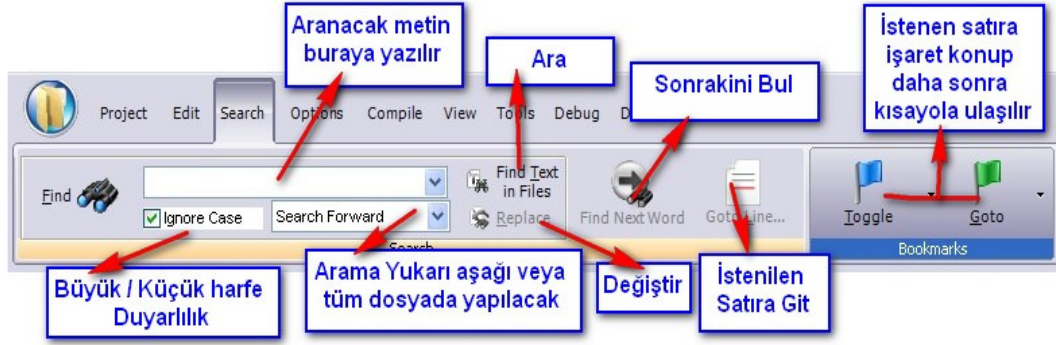 Aranacak metin
buraya yazılır
Ara
Sonrakini Bul
İstenen satıra
işaret konup
daha sonra
kısayola ulaşılır
Project Edit Search Options Compile View Tools Debug D
Find
Find Text
in Files
Ignore Case
Search Forward
Replace
Find Next Word
Goto Line...
Toggle
Goto
Search
Bookmarks
Büyük / Küçük harfe
Duyarlılık
Arama Yukarı aşağı veya
tüm dosyada yapılacak
Değiştir
İstenilen
Satıra Git